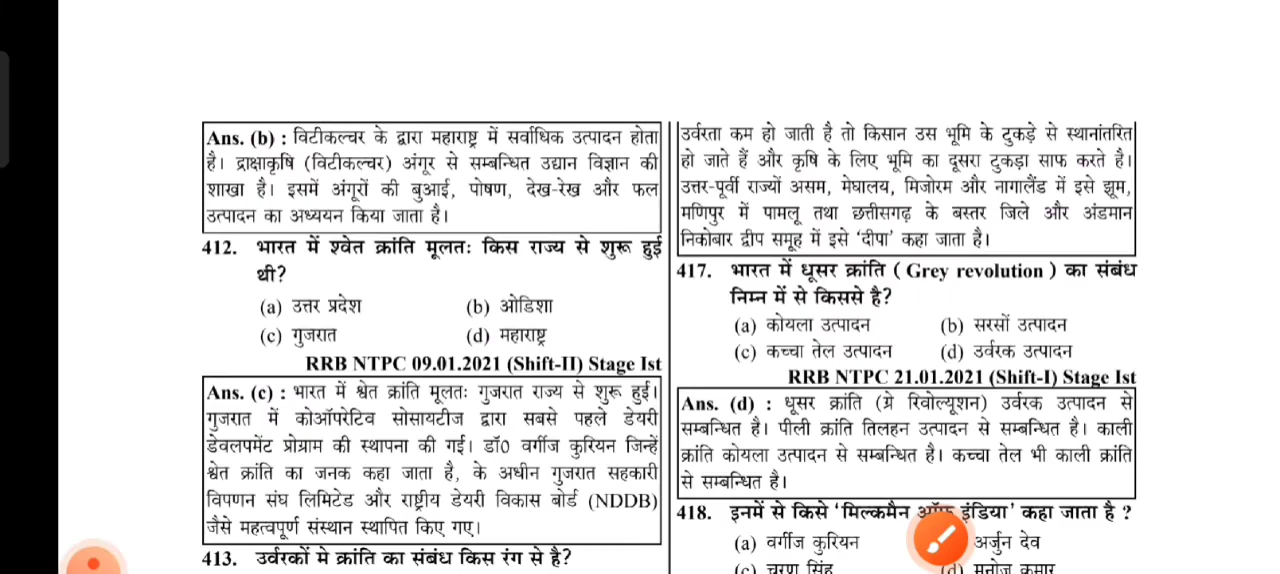 Ans. (b) : विटीकल्चर के द्वारा महाराष्ट्र में सर्वाधिक उत्पादन होता
है। द्राक्षाकृषि (विटीकल्चर) अंगूर से सम्बन्धित उद्यान विज्ञान की
शाखा है। इसमें अंगूरों की बुआई, पोषण, देख-रेख और फल
उत्पादन का अध्ययन किया जाता है।
412. भारत में श्वेत क्रांति मूलतः किस राज्य से शुरू हुई
थी?
(a) उत्तर प्रदेश (b) ओडिशा
(c) गुजरात (d) महाराष्ट्र
RRB NTPC 09.01.2021 (Shift-II) Stage Ist
Ans. (c) : भारत में श्वेत क्रांति मूलतः गुजरात राज्य से शुरू हुई।
गुजरात में कोऑपरेटिव सोसायटीज द्वारा सबसे पहले डेयरी
डेवलपमेंट प्रोग्राम की स्थापना की गई। डॉ0 वर्गीज कुरियन जिन्हें
श्वेत क्रांति का जनक कहा जाता है, के अधीन गुजरात सहकारी
विपणन संघ लिमिटेड और राष्ट्रीय डेयरी विकास बोर्ड (NDDB)
जैसे महत्वपूर्ण संस्थान स्थापित किए गए।
413. उर्वरकों मे क्रांति का संबंध किस रंग से है?
उर्वरता कम हो जाती है तो किसान उस भूमि के टुकड़े से स्थानांतरित
हो जाते हैं और कृषि के लिए भूमि का दूसरा टुकड़ा साफ करते है।
उत्तर-पूर्वी राज्यों असम, मेघालय, मिजोरम और नागालैंड में इसे झूम,
मणिपुर में पामलू तथा छत्तीसगढ़ के बस्तर जिले और अंडमान
निकोबार द्वीप समूह में इसे ‘दीपा’ कहा जाता है।
417. भारत में धूसर क्रांति ( Grey revolution ) का संबंध
निम्न में से किससे है?
(a) कोयला उत्पादन (b) सरसों उत्पादन
(c) कच्चा तेल उत्पादन (d) उर्वरक उत्पादन
RRB NTPC 21.01.2021 (Shift-I) Stage Ist
Ans. (d) : धूसर क्रांति (ग्रे रिवोल्यूशन) उर्वरक उत्पादन से
सम्बन्धित है। पीली क्रांति तिलहन उत्पादन से सम्बन्धित है। काली
क्रांति कोयला उत्पादन से सम्बन्धित है। कच्चा तेल भी काली क्रांति
से सम्बन्धित है।
418. इनमें से किसे ‘मिल्कमैन ऑफ इंडिया’ कहा जाता है ?
(a) वर्गीज कुरियन अर्जुन देव
(c) चरण सिंह (d) मनोज कुमार